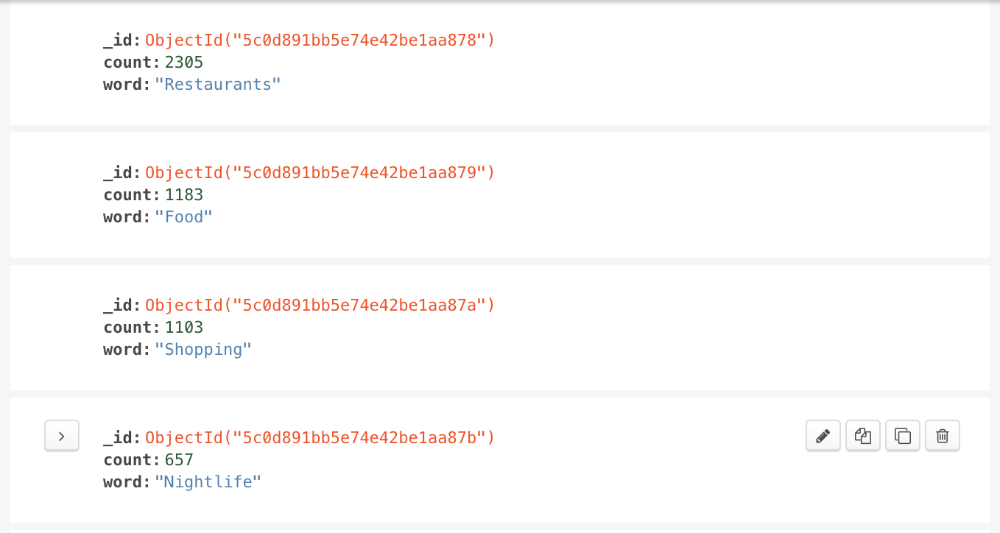 _id: ObjectId("5c0d891bb5e74e42be1aa878")
count: 2305
word: "Restaurants"
_id: ObjectId("5c0d891bb5e74e42be1aa879")
count: 1183
word: "Food"
_id: ObjectId("5c0d891bb5e74e42be1aa87a")
count: 1103
word: "Shopping"
_id: ObjectId("5c0d891bb5e74e42be1aa87b")
count: 657
word: "Nightlife"